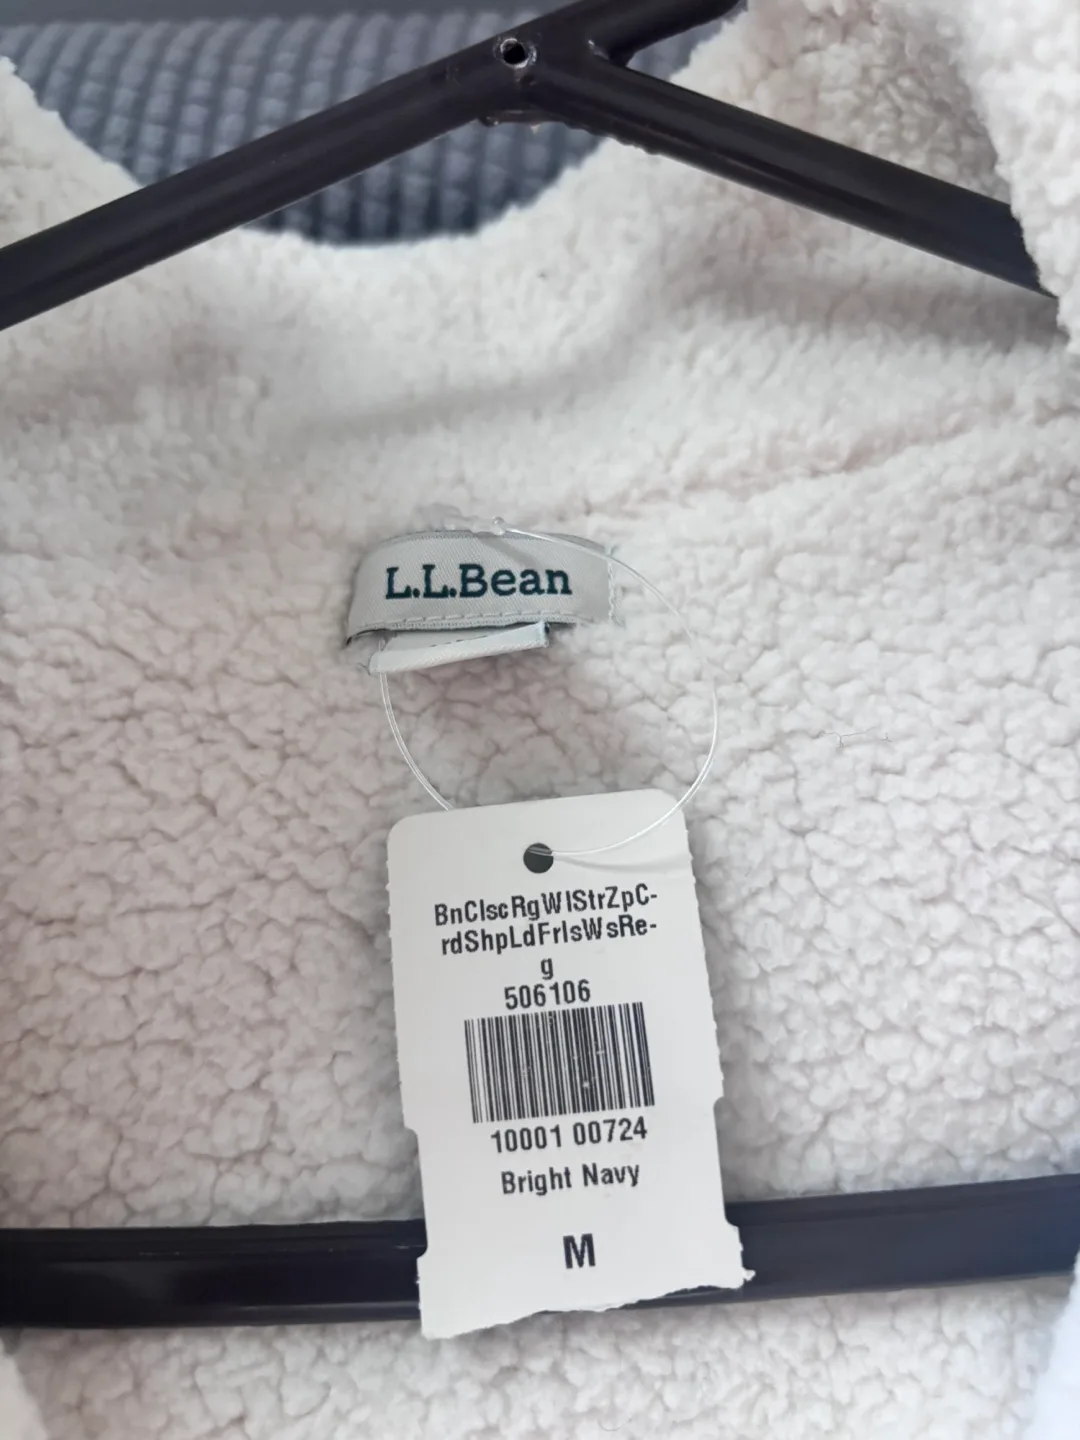 L.L.Bean
BnClscRgWlStrZpC-
rdShpLdFrlsWsRe-
g
506106
10001 00724
Bright Navy
M